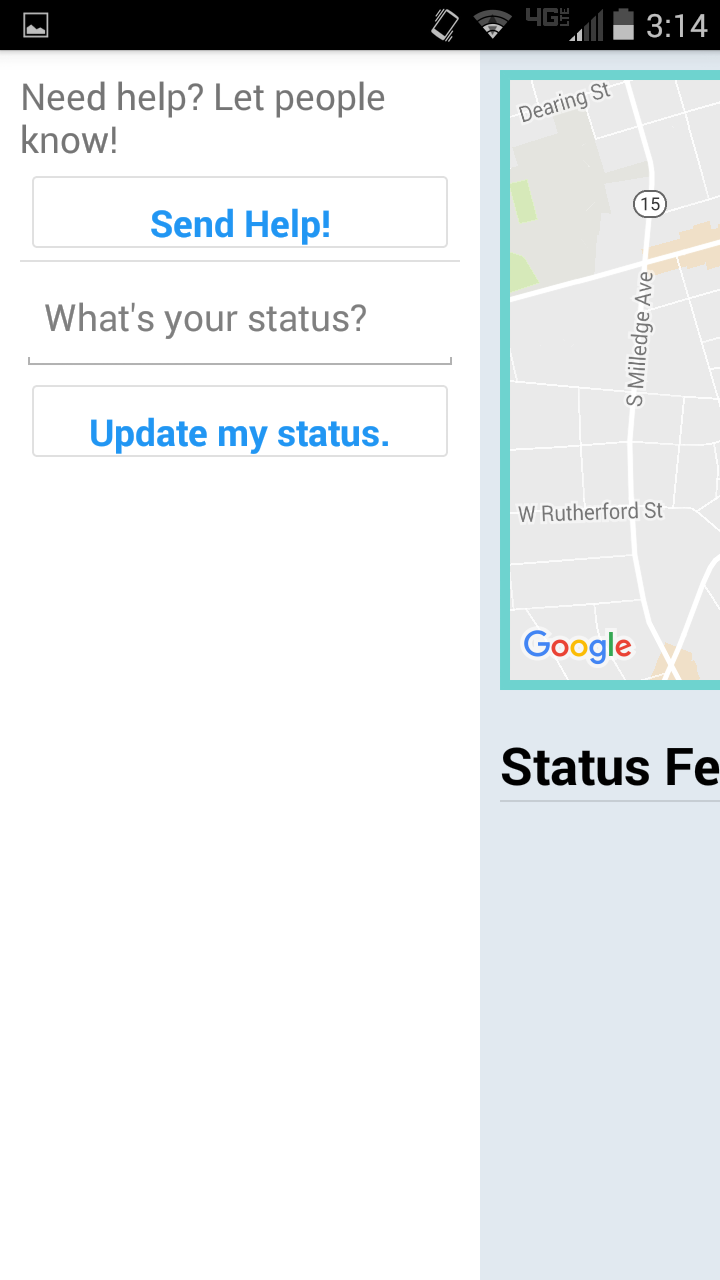 4G LTE 3:14
Need help? Let people
know!
Send Help!
What's your status?
Update my status.
Dearing St
15
S Milledge Ave
W Rutherford St
Google
Status Fe